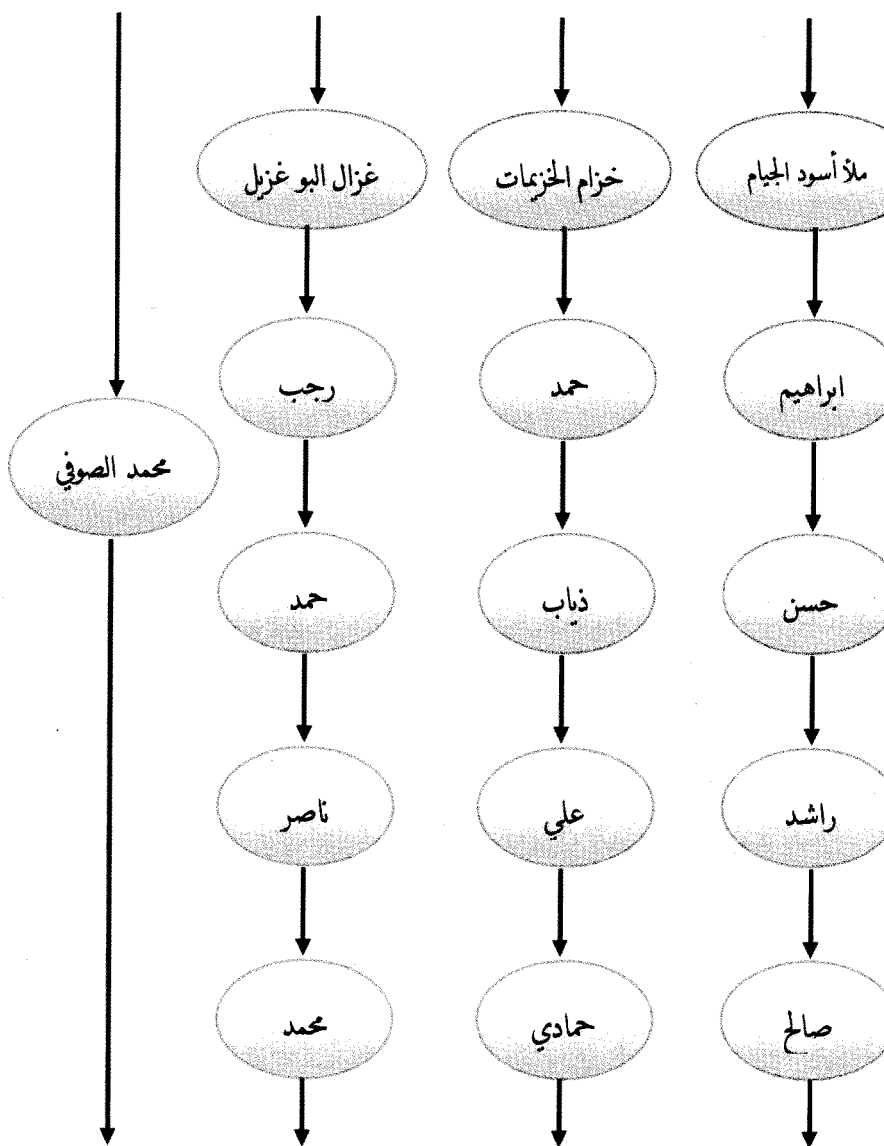 ملا أسود الجيام
خزام الخزيمات
غزال البو غزيل
ابراهيم
حمد
رجب
محمد الصوفي
حسن
ذياب
حمد
راشد
علي
ناصر
صالح
حمادي
محمد